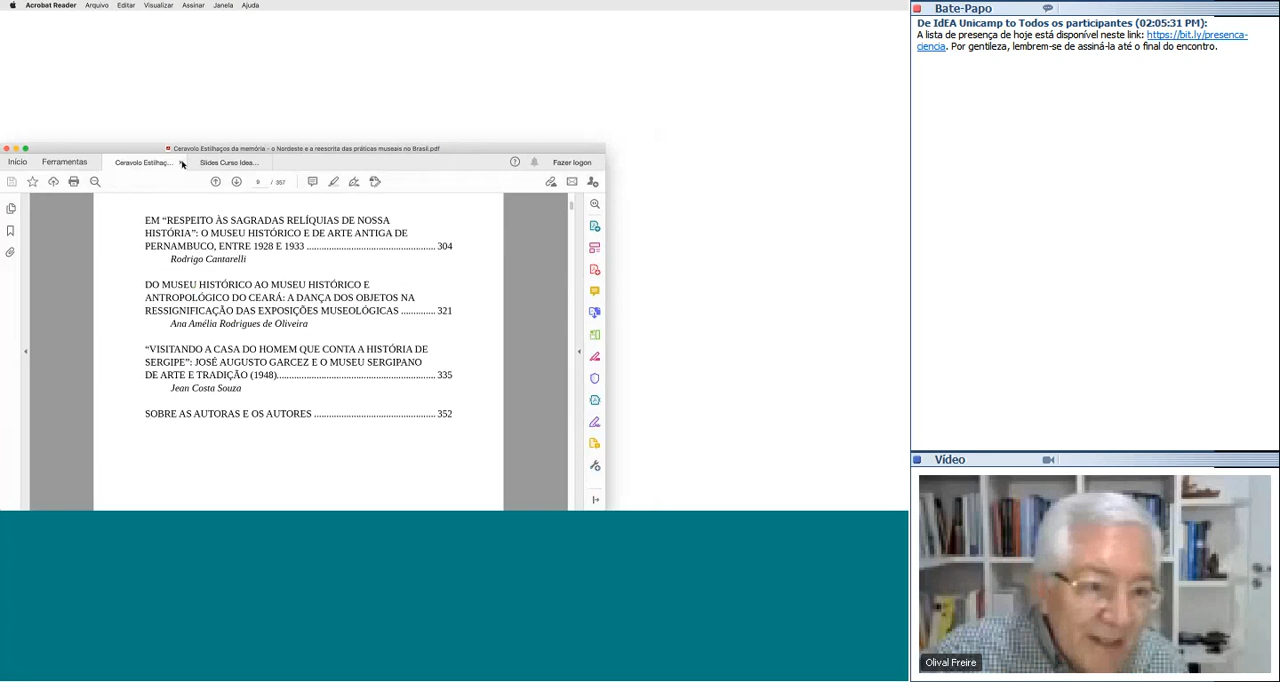 Acrobat Reader Arquivo Editar Visualizar Assinar Janela Ajuda
Ceravolo Estilhaços da memória - o Nordeste e a reescrita das práticas museais no Brasil.pdf
Início Ferramentas Ceravolo Estilhaç... Slides Curso Idea... Fazer logon
9 / 357
EM “RESPEITO ÀS SAGRADAS RELÍQUIAS DE NOSSA
HISTÓRIA”: O MUSEU HISTÓRICO E DE ARTE ANTIGA DE
PERNAMBUCO, ENTRE 1928 E 1933 ............................................ 304
Rodrigo Cantarelli
DO MUSEU HISTÓRICO AO MUSEU HISTÓRICO E
ANTROPOLÓGICO DO CEARÁ: A DANÇA DOS OBJETOS NA
RESSIGNIFICAÇÃO DAS EXPOSIÇÕES MUSEOLÓGICAS .............. 321
Ana Amélia Rodrigues de Oliveira
“VISITANDO A CASA DO HOMEM QUE CONTA A HISTÓRIA DE
SERGIPE”: JOSÉ AUGUSTO GARCEZ E O MUSEU SERGIPANO
DE ARTE E TRADIÇÃO (1948)...................................................... 335
Jean Costa Souza
SOBRE AS AUTORAS E OS AUTORES .......................................... 352
Bate-Papo
De IdEA Unicamp to Todos os participantes (02:05:31 PM):
A lista de presença de hoje está disponível neste link: https://bit.ly/presenca-
ciencia. Por gentileza, lembrem-se de assiná-la até o final do encontro.
Vídeo
Olival Freire